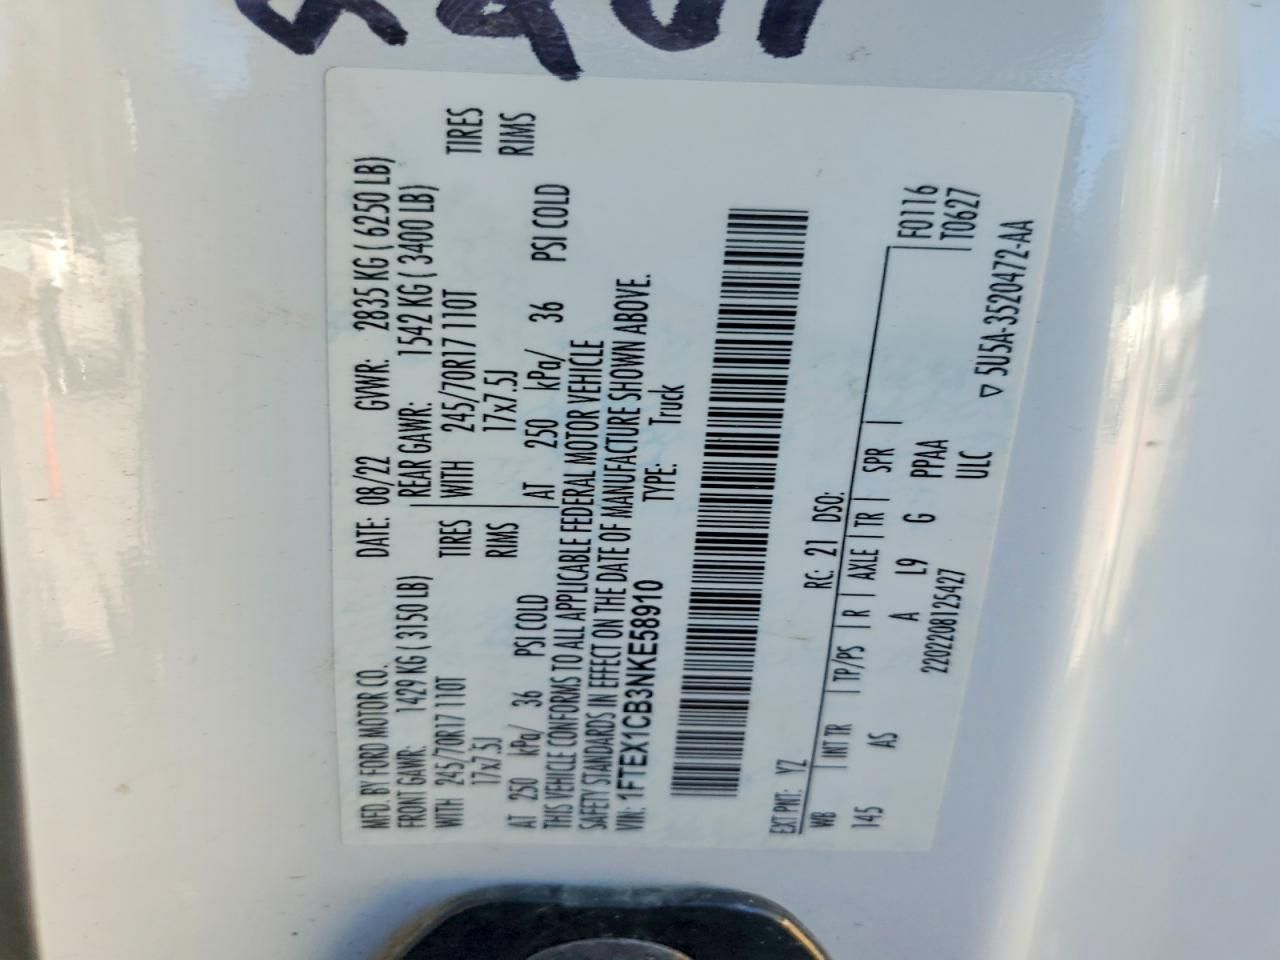 MFD. BY FORD MOTOR CO.
DATE: 08/22 GVWR: 2835 KG ( 6250 LB)
FRONT GAWR: 1429 KG ( 3150 LB)
REAR GAWR: 1542 KG ( 3400 LB)
WITH 245/70R17 110T TIRES
WITH 245/70R17 110T TIRES
17x7.5J RIMS
17x7.5J RIMS
AT 250 kPa/ 36 PSI COLD
AT 250 kPa/ 36 PSI COLD
THIS VEHICLE CONFORMS TO ALL APPLICABLE FEDERAL MOTOR VEHICLE
SAFETY STANDARDS IN EFFECT ON THE DATE OF MANUFACTURE SHOWN ABOVE.
VIN: 1FTEX1CB3NKE58910 TYPE: Truck
EXT PNT: YZ RC: 21 DSO:
WB | INT TR | TP/PS | R | AXLE | TR | SPR | F0116
145 AS A L9 G PPAA T0627
2202208125427 ULC ▽ 5U5A-3520472-AA